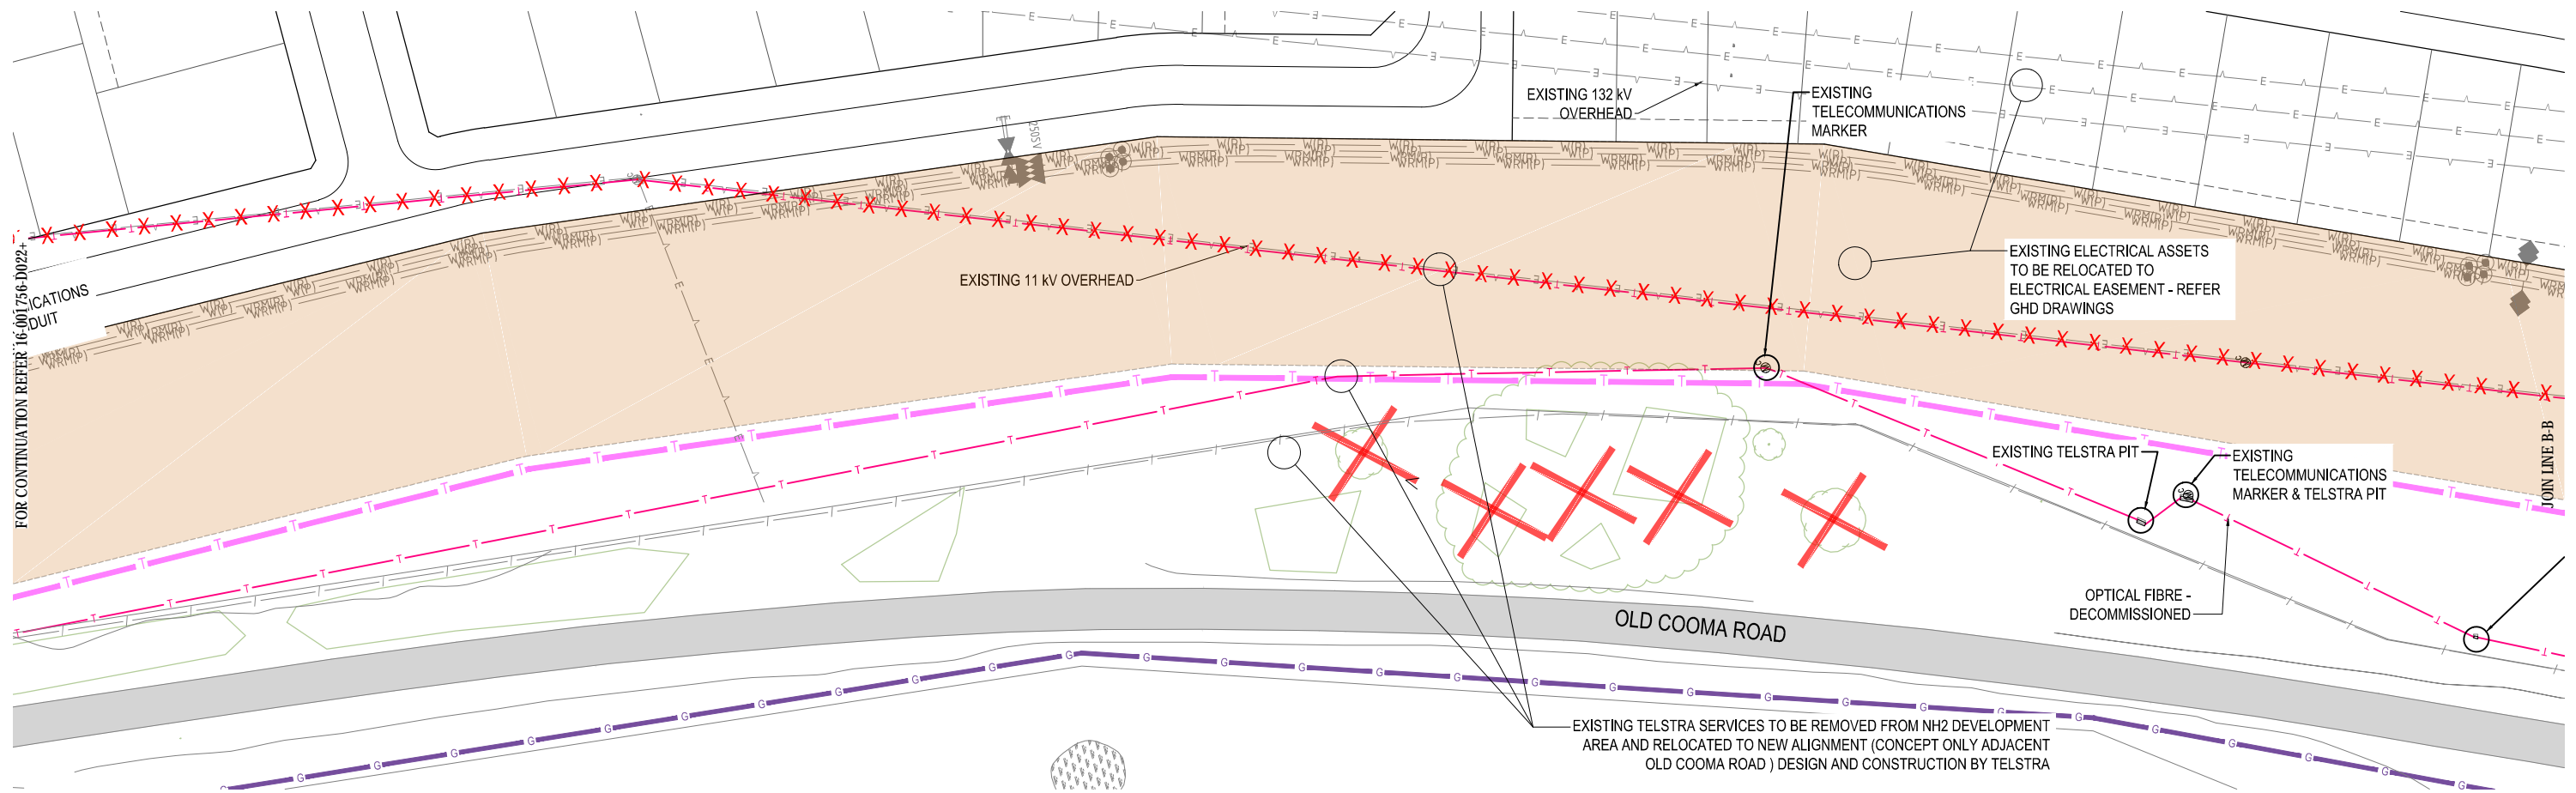 EXISTING 132 kV
OVERHEAD
EXISTING
TELECOMMUNICATIONS
MARKER
250SV
EXISTING 11 kV OVERHEAD
EXISTING ELECTRICAL ASSETS
TO BE RELOCATED TO
ELECTRICAL EASEMENT - REFER
GHD DRAWINGS
FOR CONTINUATION REFER 16-001756-D022+
ICATIONS
DUIT
W(P)
WRM(P)
EXISTING TELSTRA PIT
EXISTING
TELECOMMUNICATIONS
MARKER & TELSTRA PIT
JOIN LINE B-B
OPTICAL FIBRE -
DECOMMISSIONED
OLD COOMA ROAD
EXISTING TELSTRA SERVICES TO BE REMOVED FROM NH2 DEVELOPMENT
AREA AND RELOCATED TO NEW ALIGNMENT (CONCEPT ONLY ADJACENT
OLD COOMA ROAD ) DESIGN AND CONSTRUCTION BY TELSTRA